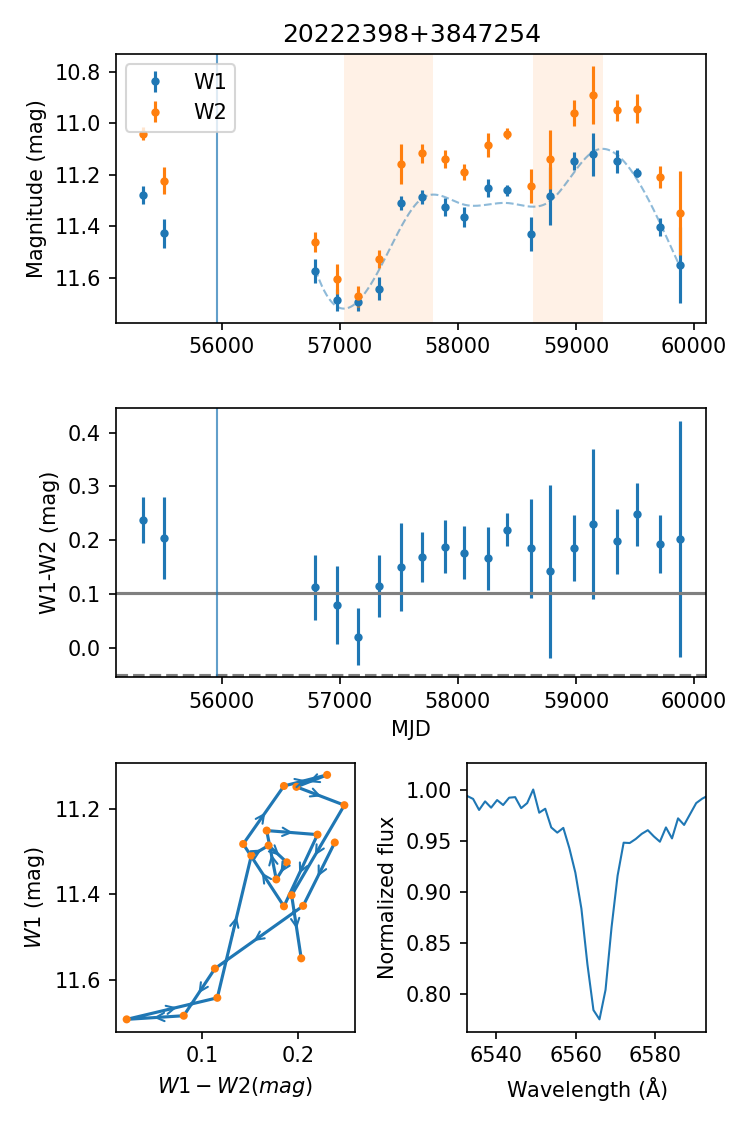 20222398+3847254
W1
W2
Magnitude (mag)
10.8
11.0
11.2
11.4
11.6
56000 57000 58000 59000 60000
W1-W2 (mag)
0.4
0.3
0.2
0.1
0.0
56000 57000 58000 59000 60000
MJD
W1 (mag)
11.2
11.4
11.6
0.1 0.2
W1 − W2(mag)
Normalized flux
1.00
0.95
0.90
0.85
0.80
6540 6560 6580
Wavelength (Å)